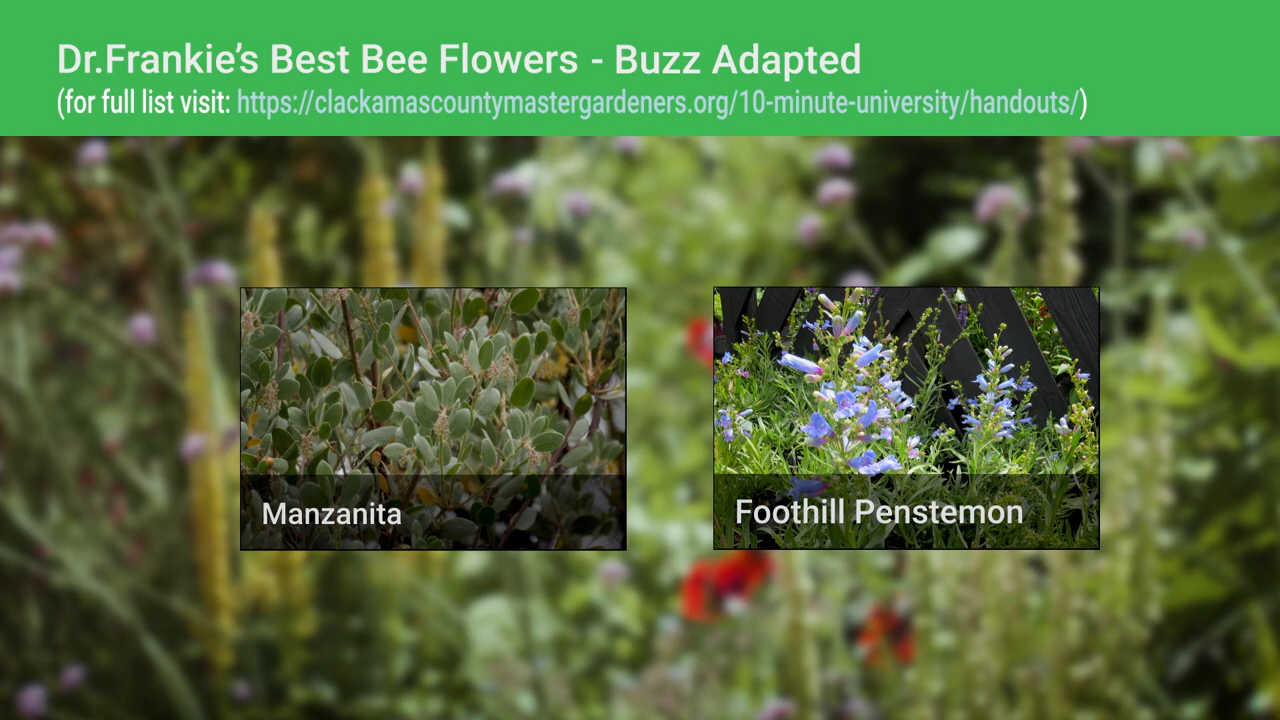 Dr.Frankie’s Best Bee Flowers - Buzz Adapted
(for full list visit: https://clackamascountymastergardeners.org/10-minute-university/handouts/)
Manzanita
Foothill Penstemon